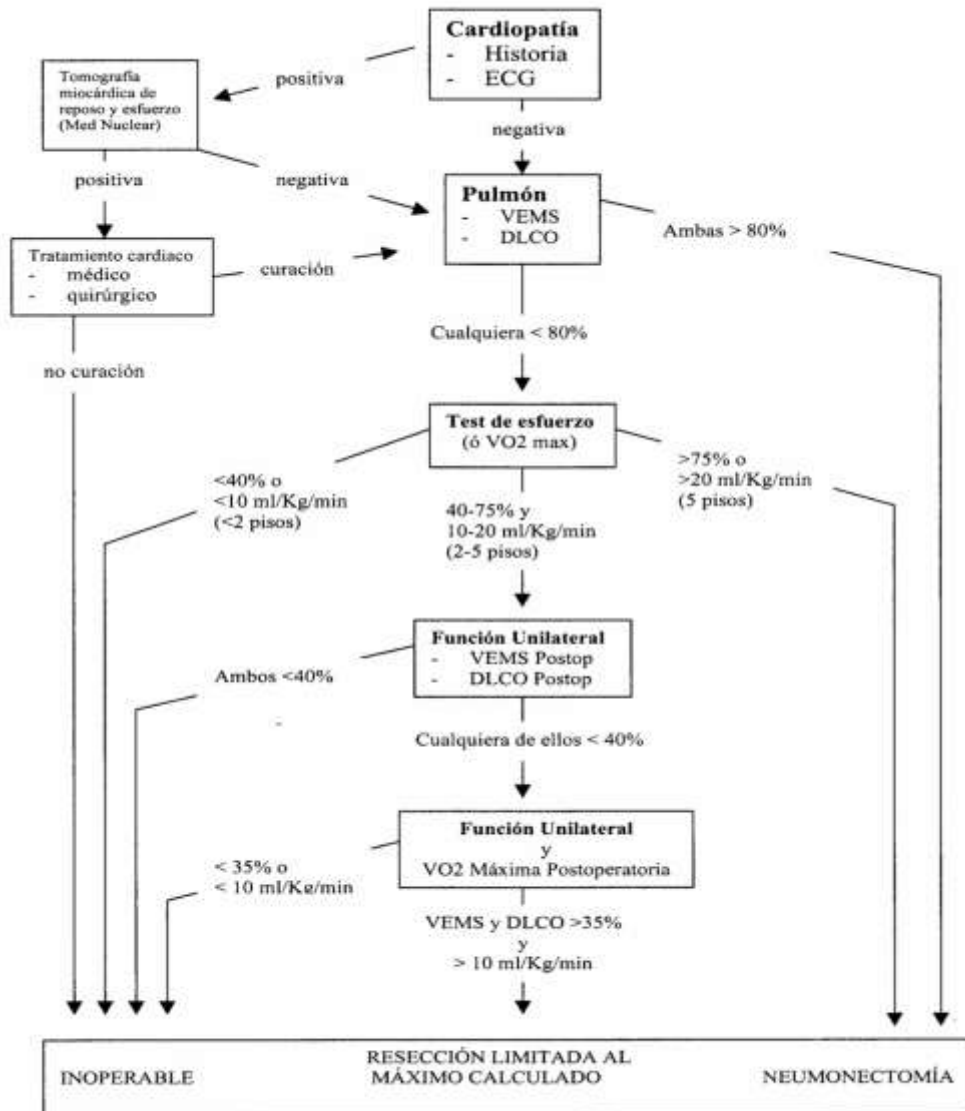 Cardiopatía
- Historia
- ECG
positiva
Tomografía
miocárdica de
reposo y esfuerzo
(Med Nuclear)
negativa
positiva
negativa
Pulmón
- VEMS
- DLCO
Ambas > 80%
Tratamiento cardiaco
- médico
- quirúrgico
curación
Cualquiera < 80%
no curación
Test de esfuerzo
(ó VO2 max)
<40% o
<10 ml/Kg/min
(<2 pisos)
>75% o
>20 ml/Kg/min
(5 pisos)
40-75% y
10-20 ml/Kg/min
(2-5 pisos)
Función Unilateral
- VEMS Postop
- DLCO Postop
Ambos <40%
Cualquiera de ellos < 40%
Función Unilateral
y
VO2 Máxima Postoperatoria
< 35% o
< 10 ml/Kg/min
VEMS y DLCO >35%
y
> 10 ml/Kg/min
INOPERABLE
RESECCIÓN LIMITADA AL
MÁXIMO CALCULADO
NEUMONECTOMÍA